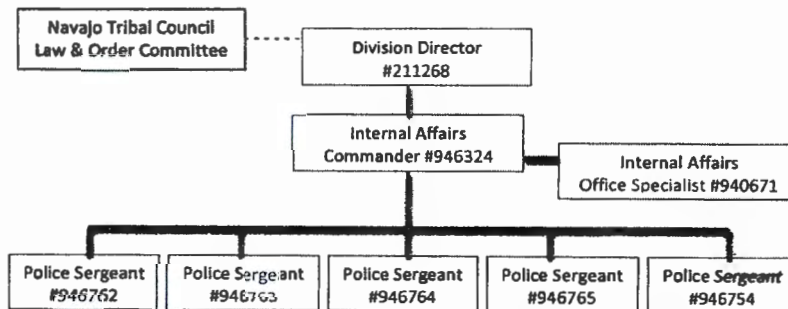 Navajo Tribal Council
Law & Order Committee
Division Director
#211268
Internal Affairs
Commander #946324
Internal Affairs
Office Specialist #940671
Police Sergeant
#946762
Police Sergeant
#946763
Police Sergeant
#946764
Police Sergeant
#946765
Police Sergeant
#946754